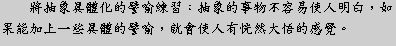 將抽象具體化的譬喻練習：抽象的事物不容易使人明白，如
果能加上一些具體的譬喻，就會使人有恍然大悟的感覺。